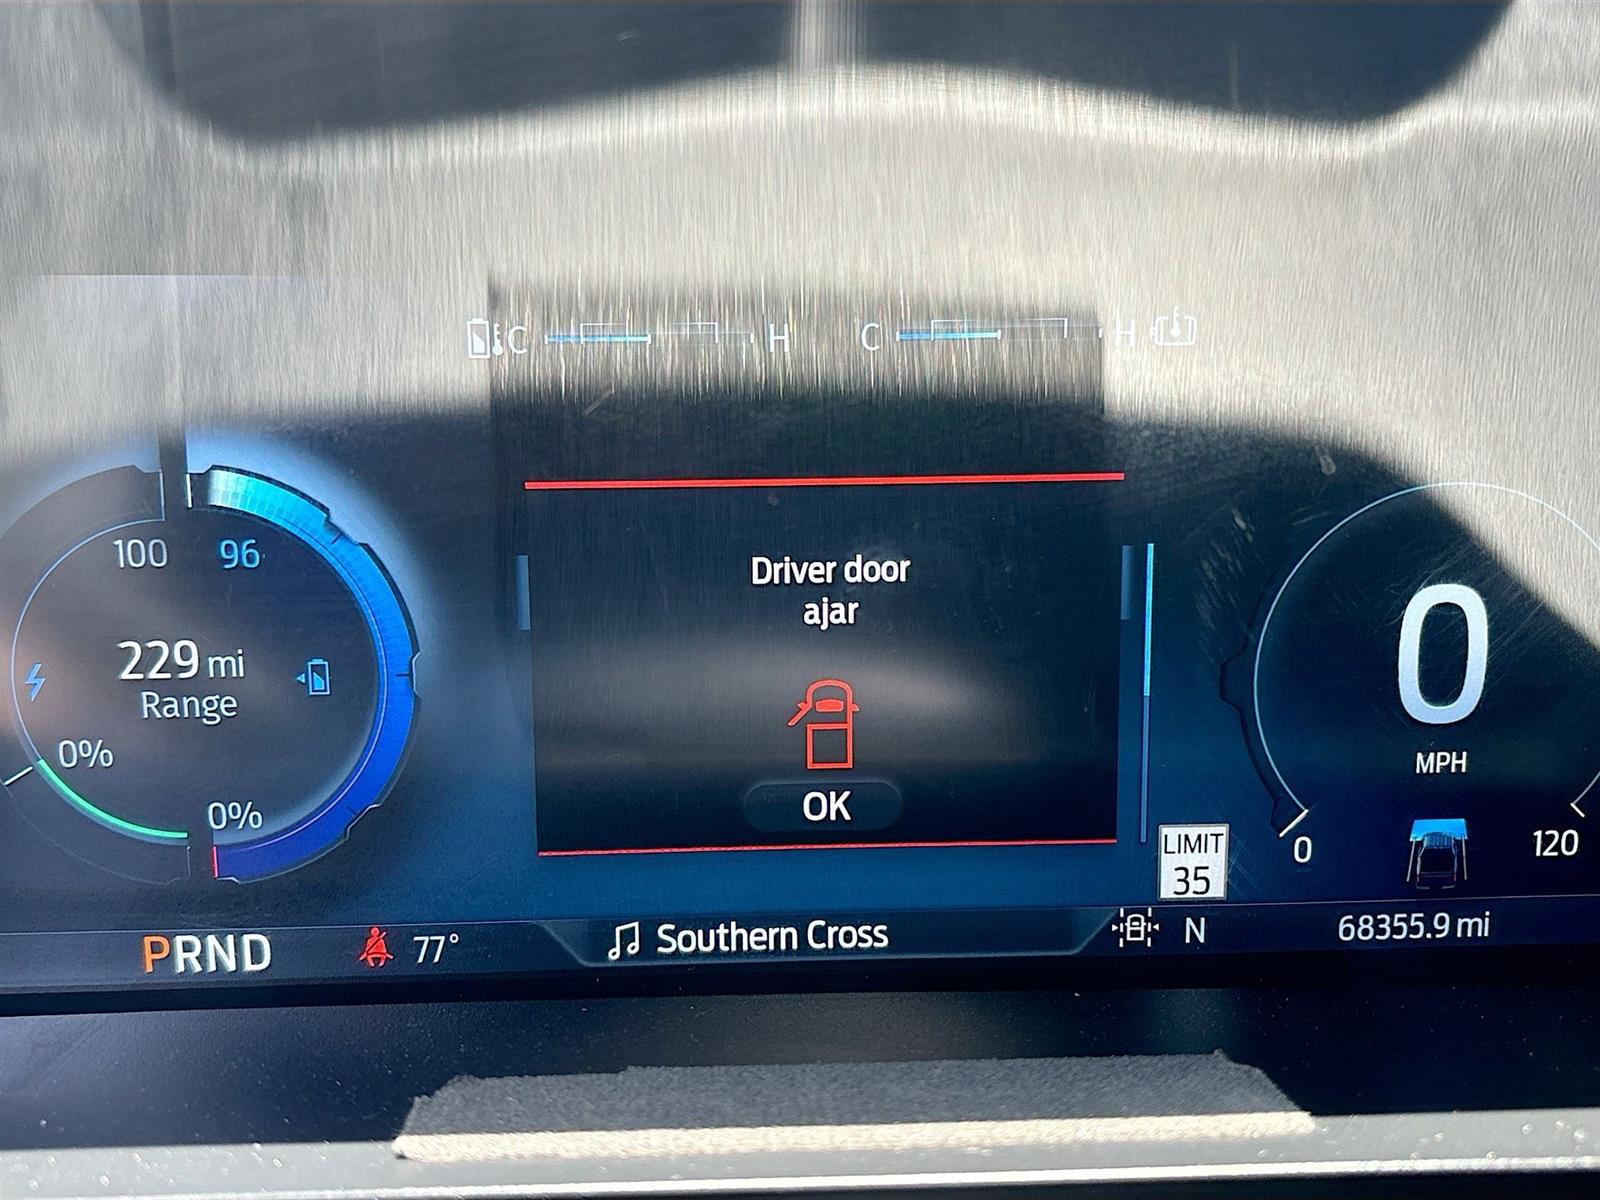 C H C H
100 96
229 mi
Range
0%
0%
Driver door
ajar
OK
0
MPH
0 120
LIMIT
35
PRND 77° Southern Cross N 68355.9 mi